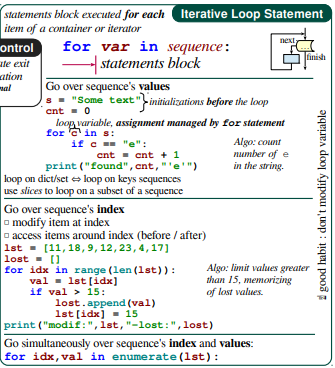 statements block executed for each
item of a container or iterator
Iterative Loop Statement
ontrol
ate exit
ation
nal
for var in sequence:
statements block
next
finish
Go over sequence's values
s = "Some text"
cnt = 0
initializations before the loop
loop variable, assignment managed by for statement
for c in s:
if c == "e":
cnt = cnt + 1
print("found",cnt,"'e'")
Algo: count
number of e
in the string.
loop on dict/set ⇔ loop on keys sequences
use slices to loop on a subset of a sequence
Go over sequence's index
□ modify item at index
□ access items around index (before / after)
lst = [11,18,9,12,23,4,17]
lost = []
for idx in range(len(lst)):
val = lst[idx]
if val > 15:
lost.append(val)
lst[idx] = 15
print("modif:",lst,"-lost:",lost)
Algo: limit values greater
than 15, memorizing
of lost values.
Go simultaneously over sequence's index and values:
for idx,val in enumerate(lst):
☜ good habit : don't modify loop variable